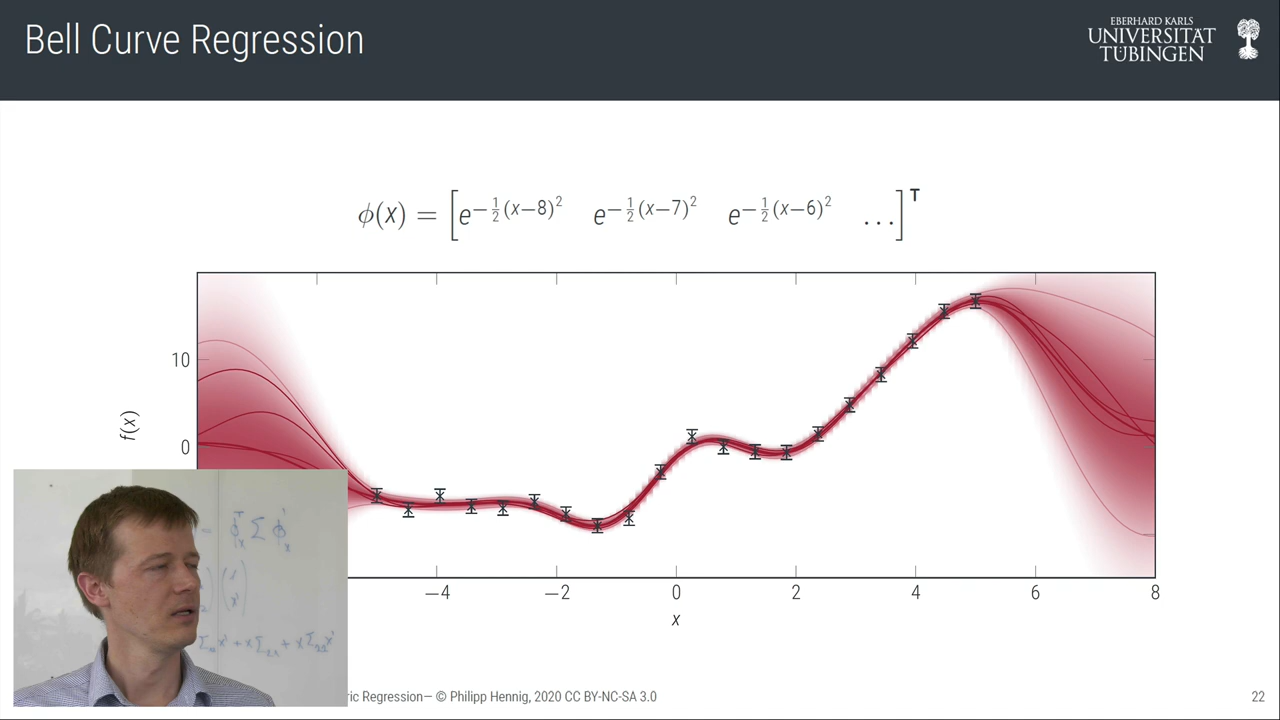 Bell Curve Regression
EBERHARD KARLS
UNIVERSITÄT
TÜBINGEN
ϕ(x) = [e^{−½(x−8)²} e^{−½(x−7)²} e^{−½(x−6)²} …]^T
10
0
f(x)
−4 −2 0 2 4 6 8
x
ric Regression— © Philipp Hennig, 2020 CC BY-NC-SA 3.0
22